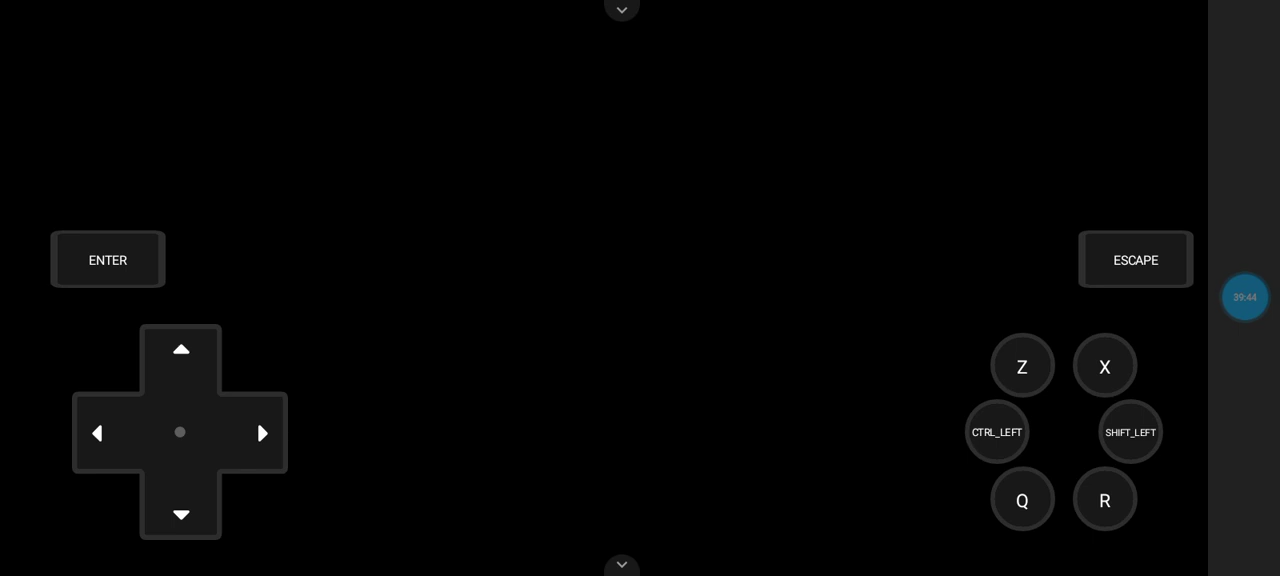 ENTER
ESCAPE
39:44
Z
X
CTRL_LEFT
SHIFT_LEFT
Q
R